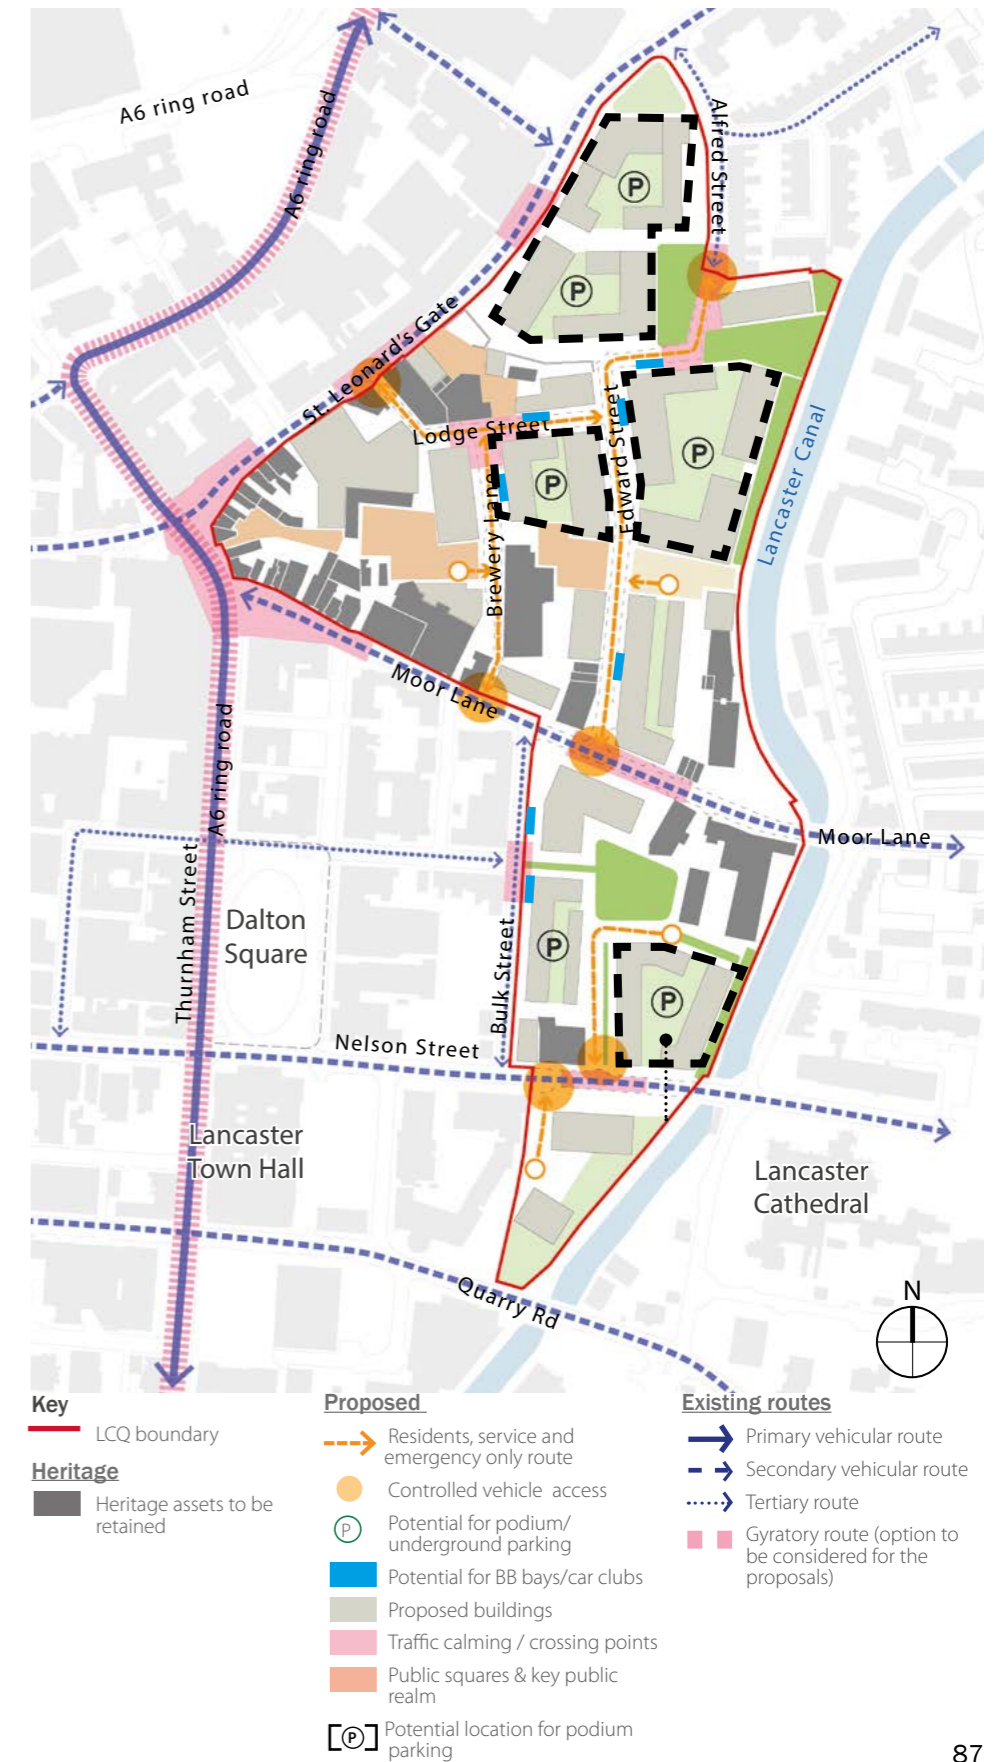 A6 ring road
A6 ring road
Alfred Street
P
P
St. Leonard's Gate
Lodge Street
Edward Street
P
P
Brewery Lane
Lancaster Canal
Moor Lane
A6 ring road
Moor Lane
Thurnham Street
Dalton
Square
Bulk Street
P
P
Nelson Street
Lancaster
Town Hall
Lancaster
Cathedral
Quarry Rd
N
Key
LCQ boundary
Heritage
Heritage assets to be
retained
Proposed
Residents, service and
emergency only route
Controlled vehicle access
P
Potential for podium/
underground parking
Potential for BB bays/car clubs
Proposed buildings
Traffic calming / crossing points
Public squares & key public
realm
P
Potential location for podium
parking
Existing routes
Primary vehicular route
Secondary vehicular route
Tertiary route
Gyratory route (option to
be considered for the
proposals)
87